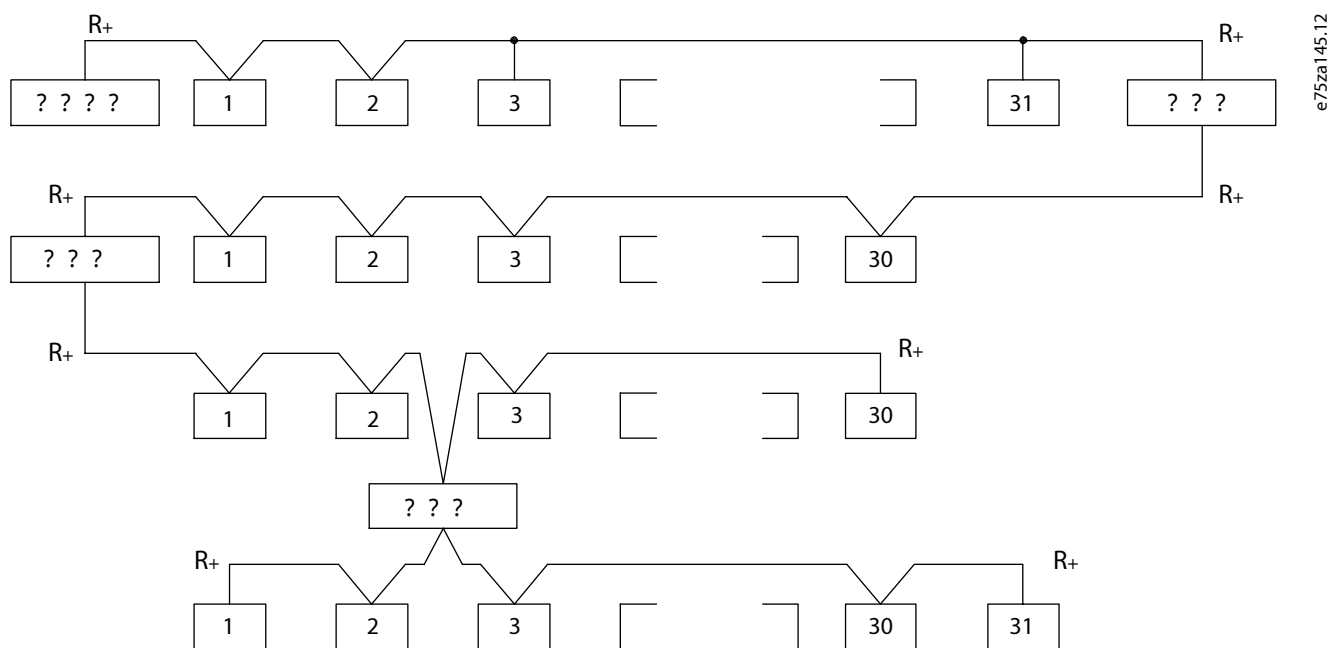 R+ R+
? ? ? ? 1 2 3 31 ? ? ?
R+ R+
? ? ? 1 2 3 30
R+ R+
1 2 3 30
? ? ?
R+ R+
1 2 3 30 31
e75za145.12